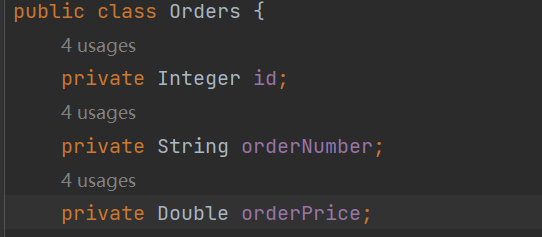 public class Orders {
4 usages
private Integer id;
4 usages
private String orderNumber;
4 usages
private Double orderPrice;